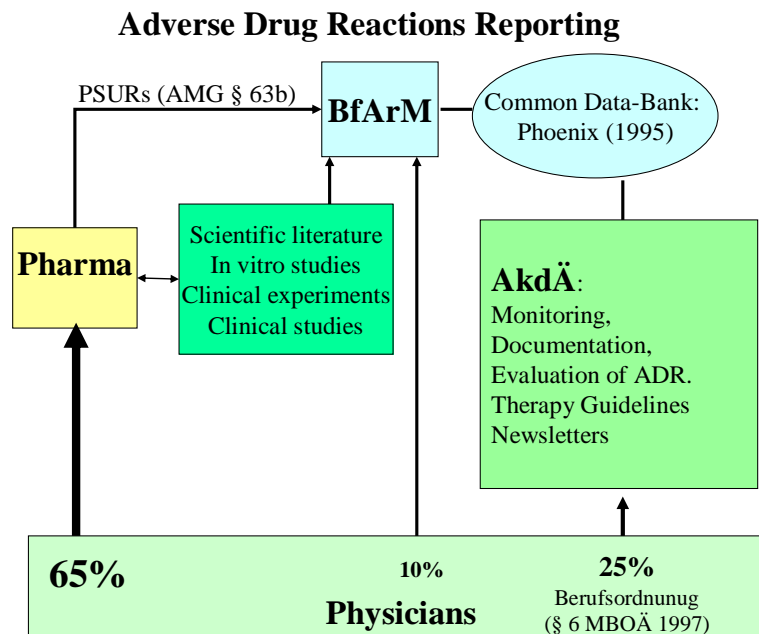 Adverse Drug Reactions Reporting
PSURs (AMG § 63b)
BfArM
Common Data-Bank:
Phoenix (1995)
Pharma
Scientific literature
In vitro studies
Clinical experiments
Clinical studies
AkdÄ:
Monitoring,
Documentation,
Evaluation of ADR.
Therapy Guidelines
Newsletters
65%
10%
25%
Physicians
Berufsordnunug
(§ 6 MBOÄ 1997)